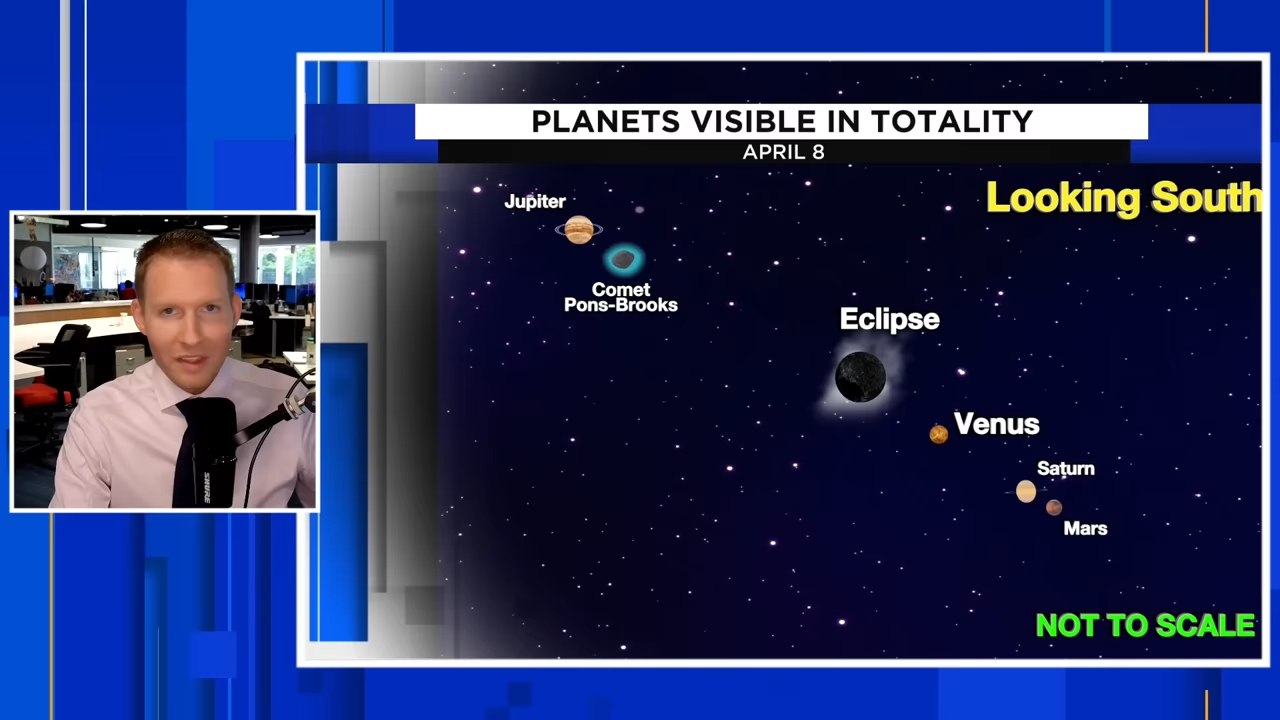 PLANETS VISIBLE IN TOTALITY
APRIL 8
Looking South
Jupiter
Comet
Pons-Brooks
Eclipse
Venus
Saturn
Mars
NOT TO SCALE
SHURE